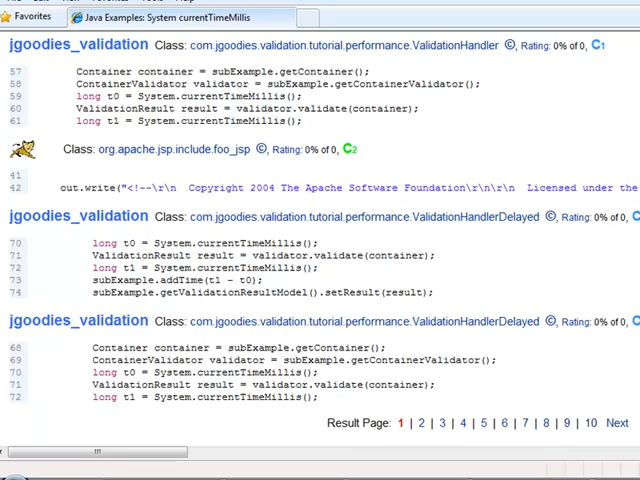 Favorites Java Examples: System currentTimeMillis
jgoodies_validation Class: com.jgoodies.validation.tutorial.performance.ValidationHandler ©, Rating: 0% of 0, C1
57 Container container = subExample.getContainer();
58 ContainerValidator validator = subExample.getContainerValidator();
59 long t0 = System.currentTimeMillis();
60 ValidationResult result = validator.validate(container);
61 long t1 = System.currentTimeMillis();
Class: org.apache.jsp.include.foo_jsp ©, Rating: 0% of 0, C2
41
42 out.write("<!--\r\n Copyright 2004 The Apache Software Foundation\r\n\r\n Licensed under the
jgoodies_validation Class: com.jgoodies.validation.tutorial.performance.ValidationHandlerDelayed ©, Rating: 0% of 0,
70 long t0 = System.currentTimeMillis();
71 ValidationResult result = validator.validate(container);
72 long t1 = System.currentTimeMillis();
73 subExample.addTime(t1 - t0);
74 subExample.getValidationResultModel().setResult(result);
jgoodies_validation Class: com.jgoodies.validation.tutorial.performance.ValidationHandlerDelayed ©, Rating: 0% of 0,
68 Container container = subExample.getContainer();
69 ContainerValidator validator = subExample.getContainerValidator();
70 long t0 = System.currentTimeMillis();
71 ValidationResult result = validator.validate(container);
72 long t1 = System.currentTimeMillis();
Result Page: 1 | 2 | 3 | 4 | 5 | 6 | 7 | 8 | 9 | 10 Next